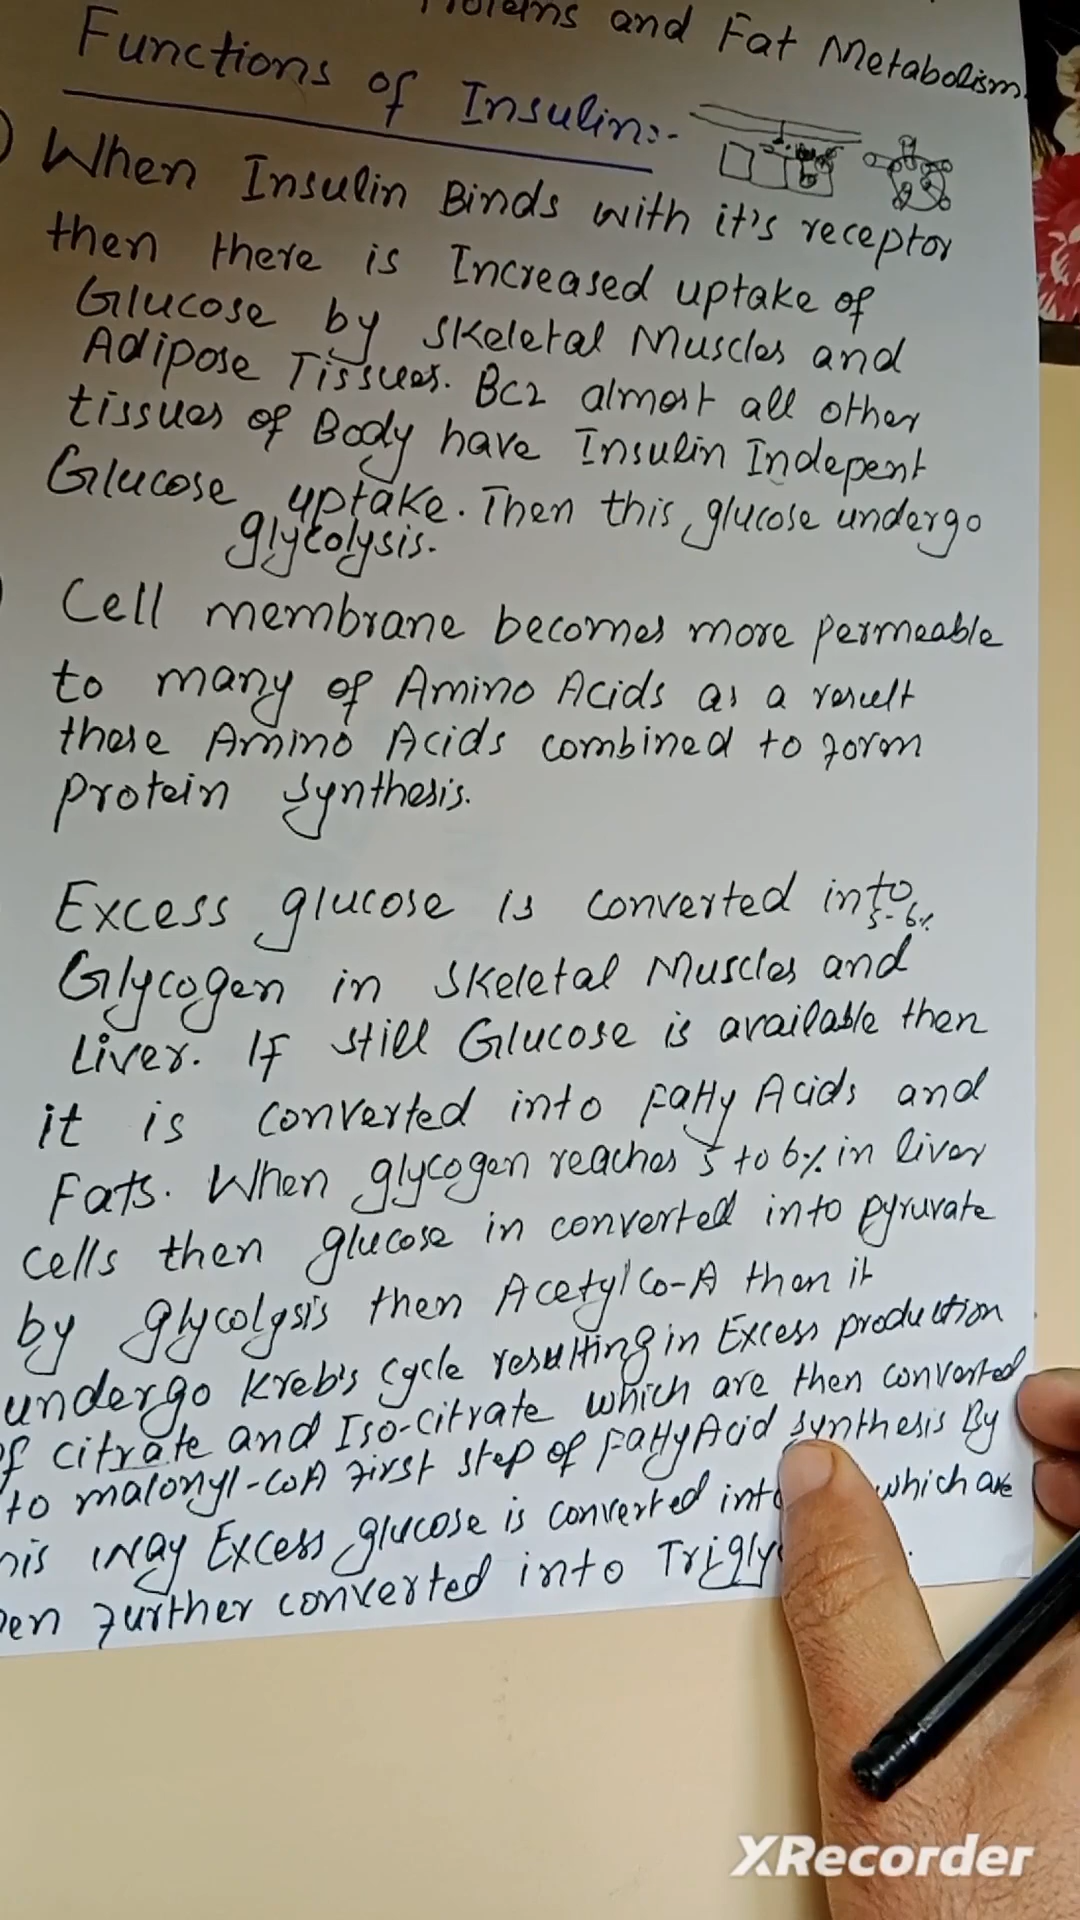 and Fat Metabolism
Functions of Insulin:-
When Insulin Binds with it's receptor
then there is Increased uptake of
Glucose by Skeletal Muscles and
Adipose Tissues. Bcz almost all other
tissues of Body have Insulin Indepent
Glucose uptake. Then this glucose undergo
glycolysis.
Cell membrane becomes more permeable
to many of Amino Acids as a result
these Amino Acids combined to form
protein synthesis.
Excess glucose is converted into
5-6%
Glycogen in Skeletal Muscles and
Liver. If still Glucose is available then
it is converted into Fatty Acids and
Fats. When glycogen reaches 5 to 6% in liver
cells then glucose in converted into pyruvate
by glycolysis then Acetyl Co-A then it
undergo Kreb's cycle resulting in Excess production
of citrate and Iso-citrate which are then converted
to malonyl-CoA first step of Fatty Acid synthesis By
way Excess glucose is converted into which are
further converted into
XRecorder